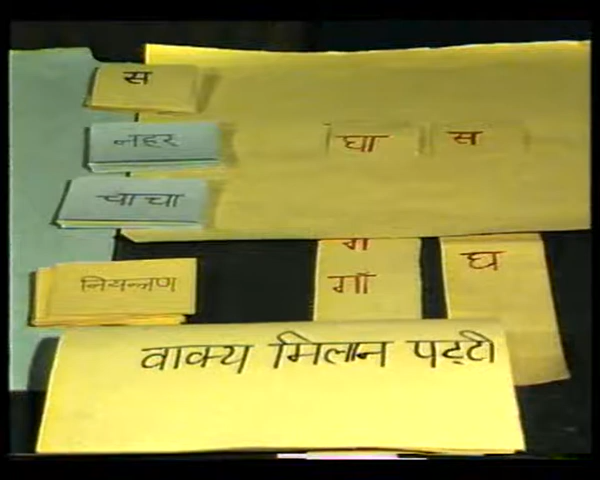 स
नहर
घा स
चाचा
ग
गाँ
घ
नियन्त्रण
वाक्य मिलान पट्टी